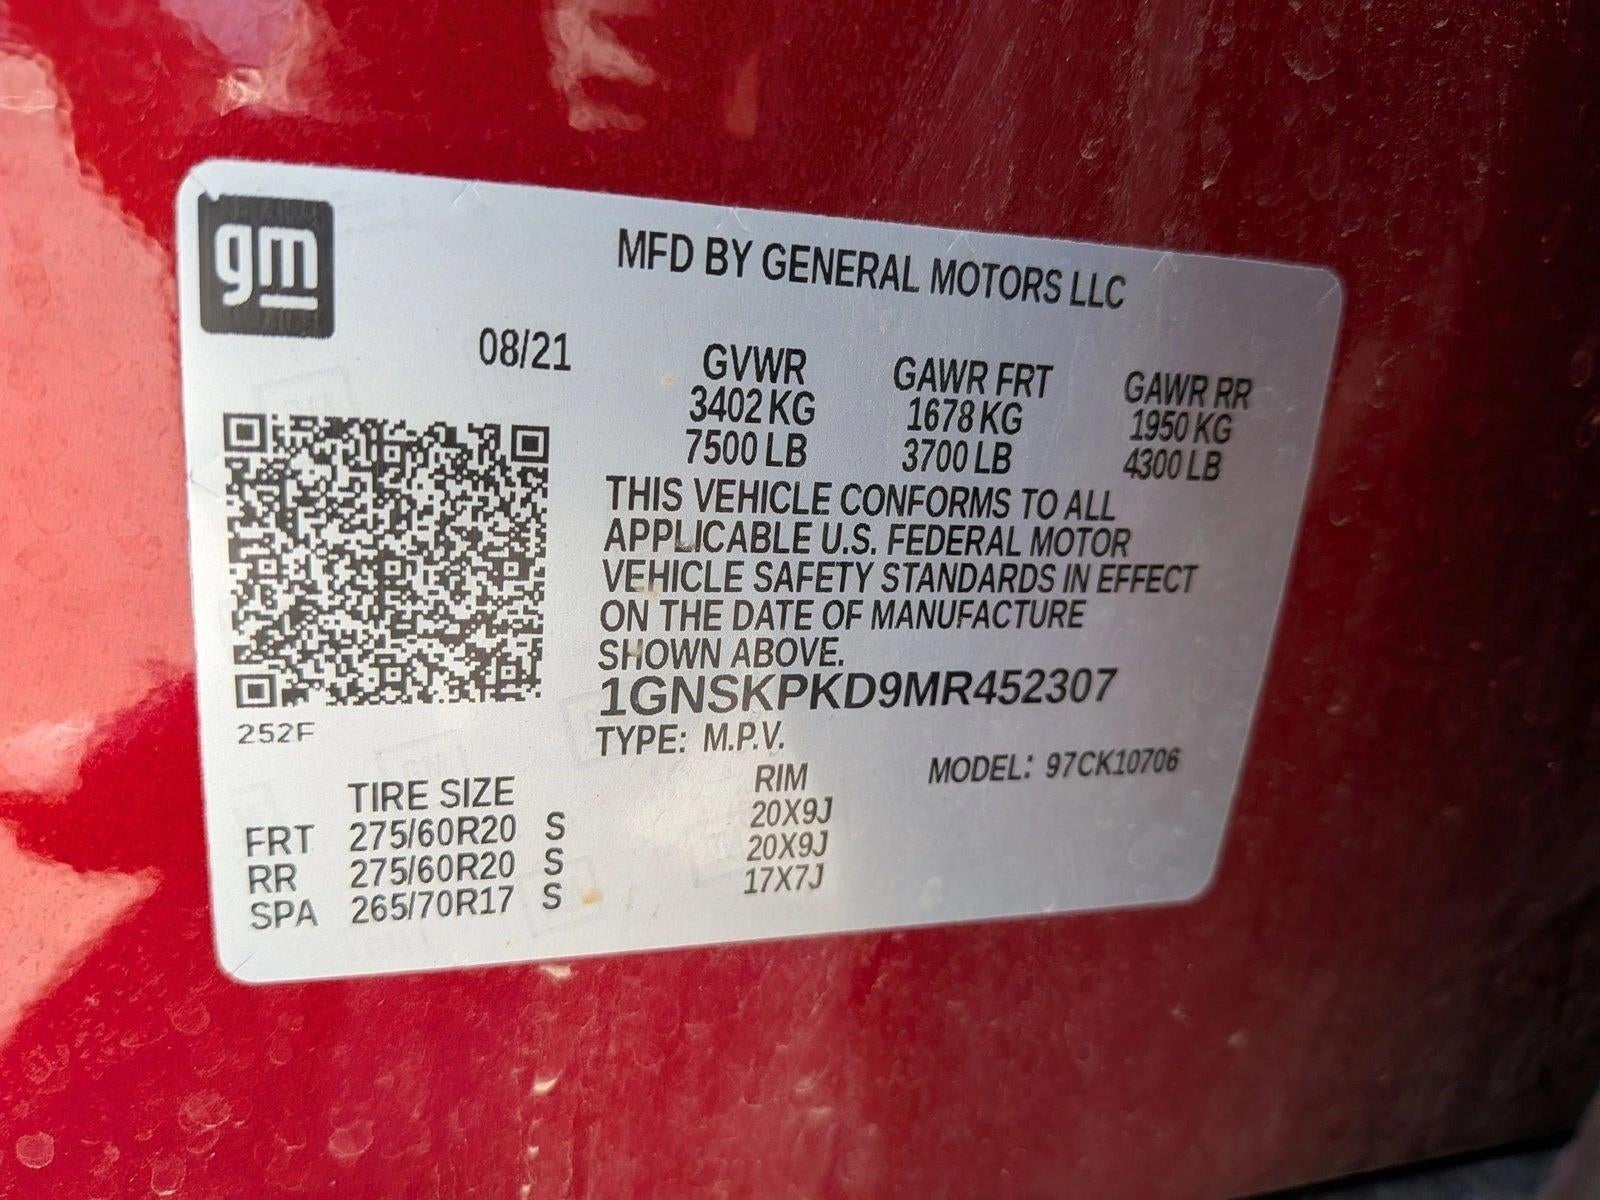 gm
MFD BY GENERAL MOTORS LLC
08/21
GVWR GAWR FRT GAWR RR
3402 KG 1678 KG 1950 KG
7500 LB 3700 LB 4300 LB
THIS VEHICLE CONFORMS TO ALL
APPLICABLE U.S. FEDERAL MOTOR
VEHICLE SAFETY STANDARDS IN EFFECT
ON THE DATE OF MANUFACTURE
SHOWN ABOVE.
1GNSKPKD9MR452307
252F
TYPE: M.P.V.
MODEL: 97CK10706
TIRE SIZE RIM
FRT 275/60R20 S 20X9J
RR 275/60R20 S 20X9J
SPA 265/70R17 S 17X7J